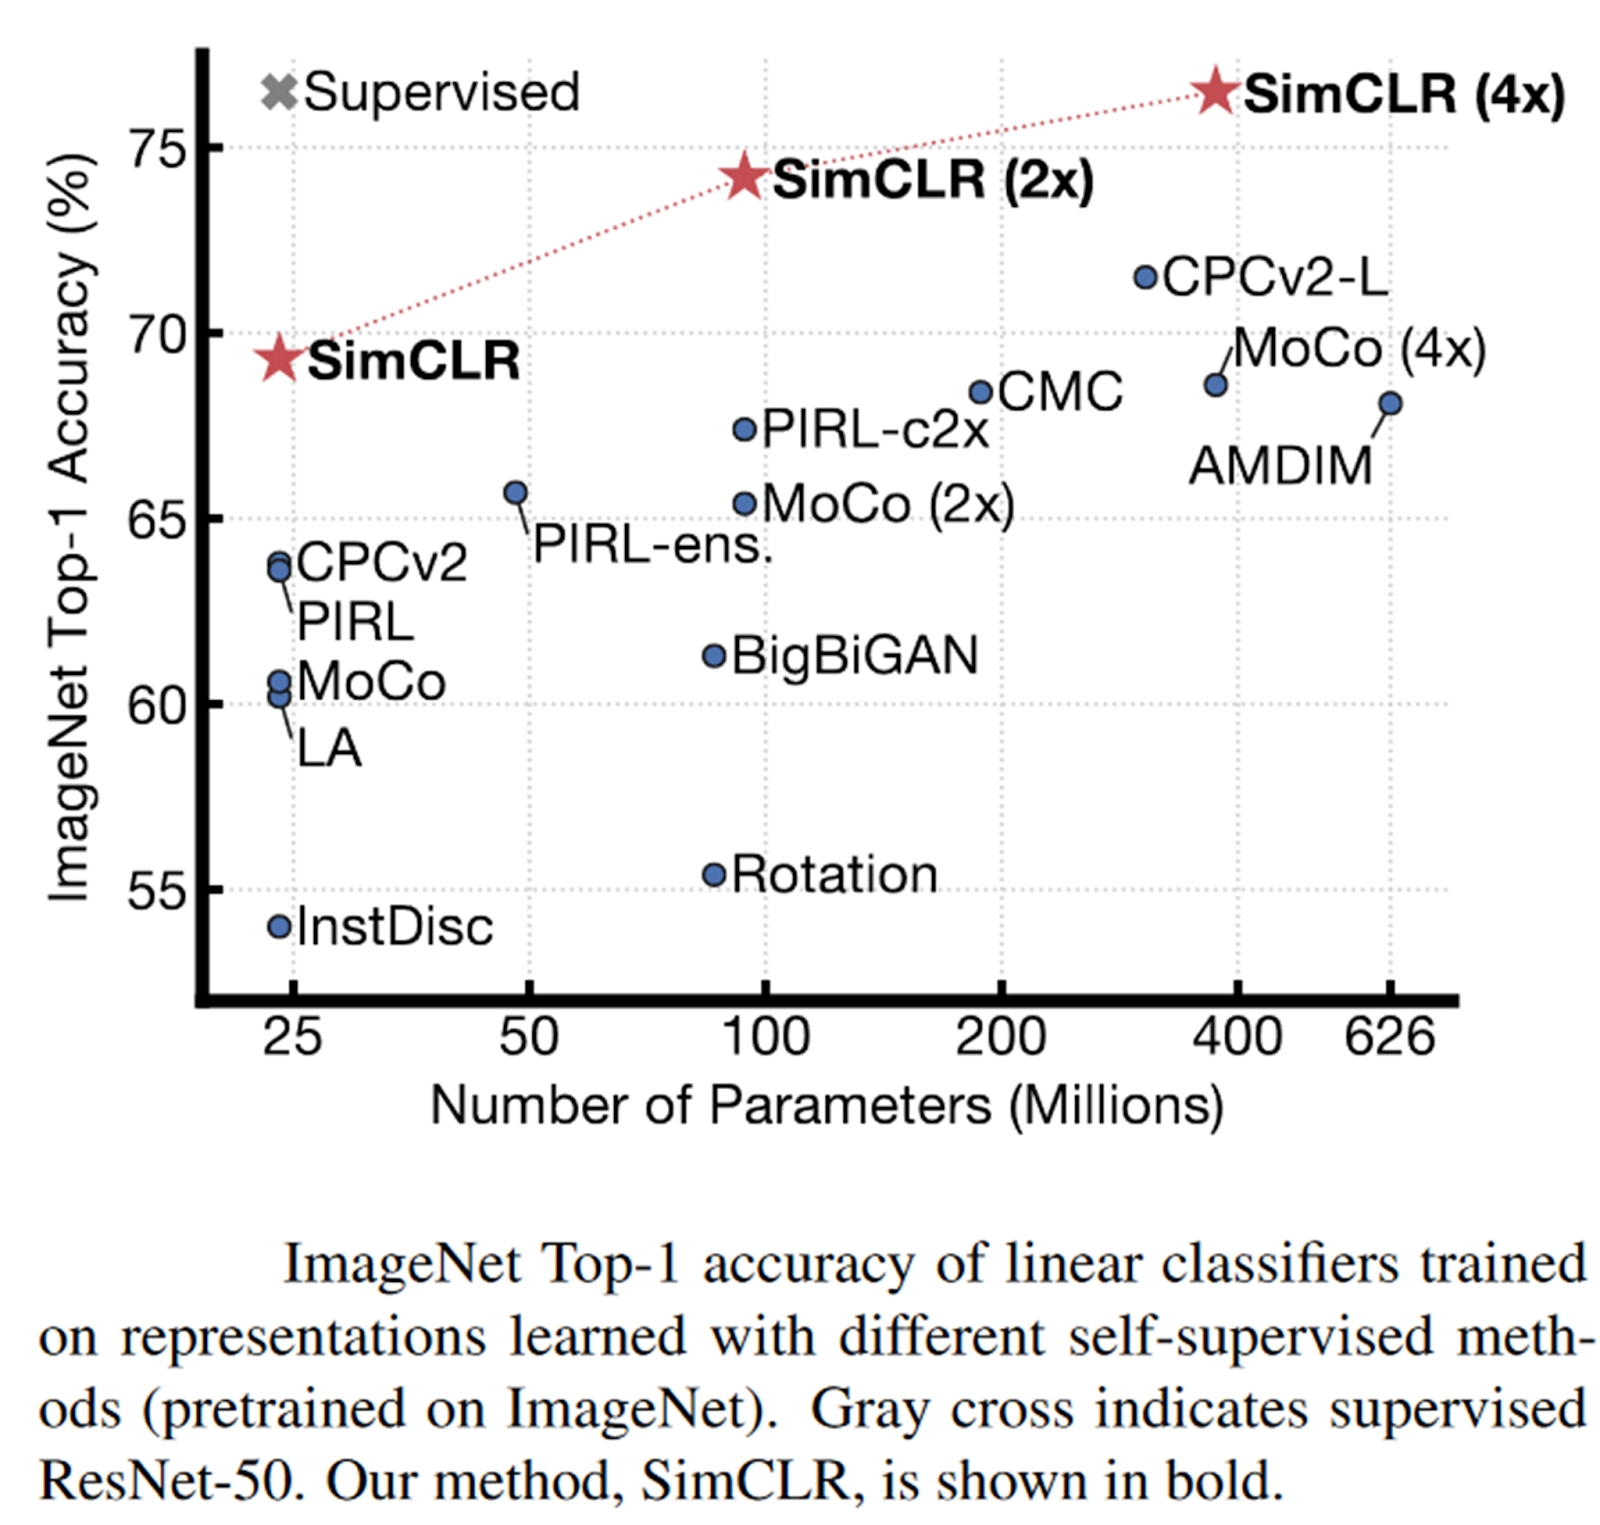 Supervised
SimCLR (4x)
75
SimCLR (2x)
CPCv2-L
70
SimCLR
MoCo (4x)
CMC
PIRL-c2x
AMDIM
MoCo (2x)
65
PIRL-ens.
CPCv2
PIRL
BigBiGAN
MoCo
60
LA
Rotation
55
InstDisc
ImageNet Top-1 Accuracy (%)
25 50 100 200 400 626
Number of Parameters (Millions)
ImageNet Top-1 accuracy of linear classifiers trained
on representations learned with different self-supervised meth-
ods (pretrained on ImageNet). Gray cross indicates supervised
ResNet-50. Our method, SimCLR, is shown in bold.